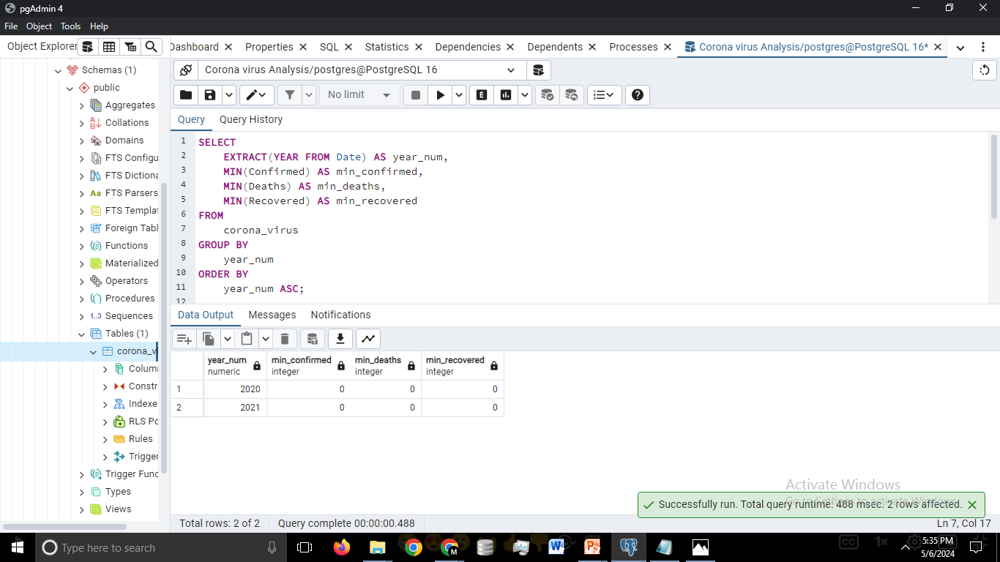 pgAdmin 4
File Object Tools Help
Object Explorer
Dashboard Properties SQL Statistics Dependencies Dependents Processes Corona virus Analysis/postgres@PostgreSQL 16*
Schemas (1)
public
Aggregates
Collations
Domains
FTS Configu
FTS Dictiona
FTS Parsers
FTS Templat
Foreign Tabl
Functions
Materialized
Operators
Procedures
1..3 Sequences
Tables (1)
corona_vi
Colum
Constr
Indexe
RLS Po
Rules
Trigger
Trigger Func
Types
Views
Corona virus Analysis/postgres@PostgreSQL 16
No limit
Query Query History
1 SELECT
2 EXTRACT(YEAR FROM Date) AS year_num,
3 MIN(Confirmed) AS min_confirmed,
4 MIN(Deaths) AS min_deaths,
5 MIN(Recovered) AS min_recovered
6 FROM
7 corona_virus
8 GROUP BY
9 year_num
10 ORDER BY
11 year_num ASC;
12
Data Output Messages Notifications
year_num min_confirmed min_deaths min_recovered
numeric integer integer integer
1 2020 0 0 0
2 2021 0 0 0
Activate Windows
Go to Settings to activate Windows.
Successfully run. Total query runtime: 488 msec. 2 rows affected.
Total rows: 2 of 2 Query complete 00:00:00.488 Ln 7, Col 17
Type here to search
CC 1x
5:35 PM
5/6/2024